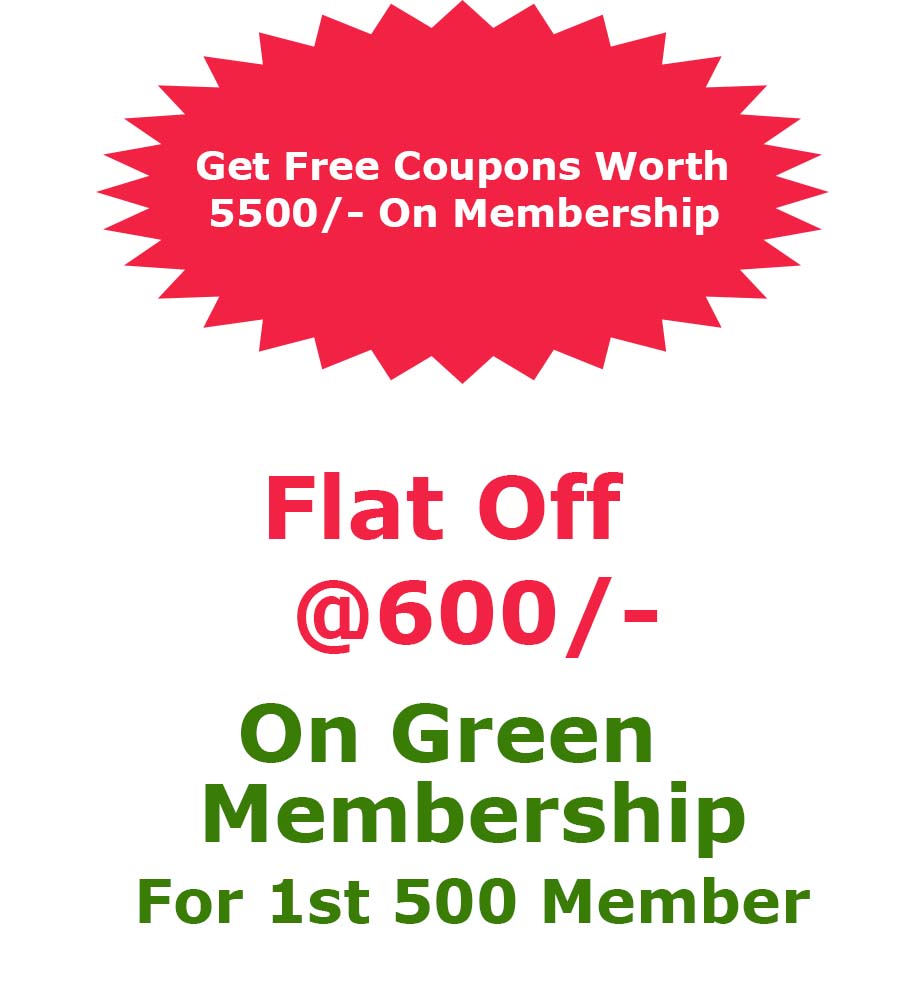 Get Free Coupons Worth
5500/- On Membership
Flat Off
@600/-
On Green
Membership
For 1st 500 Member